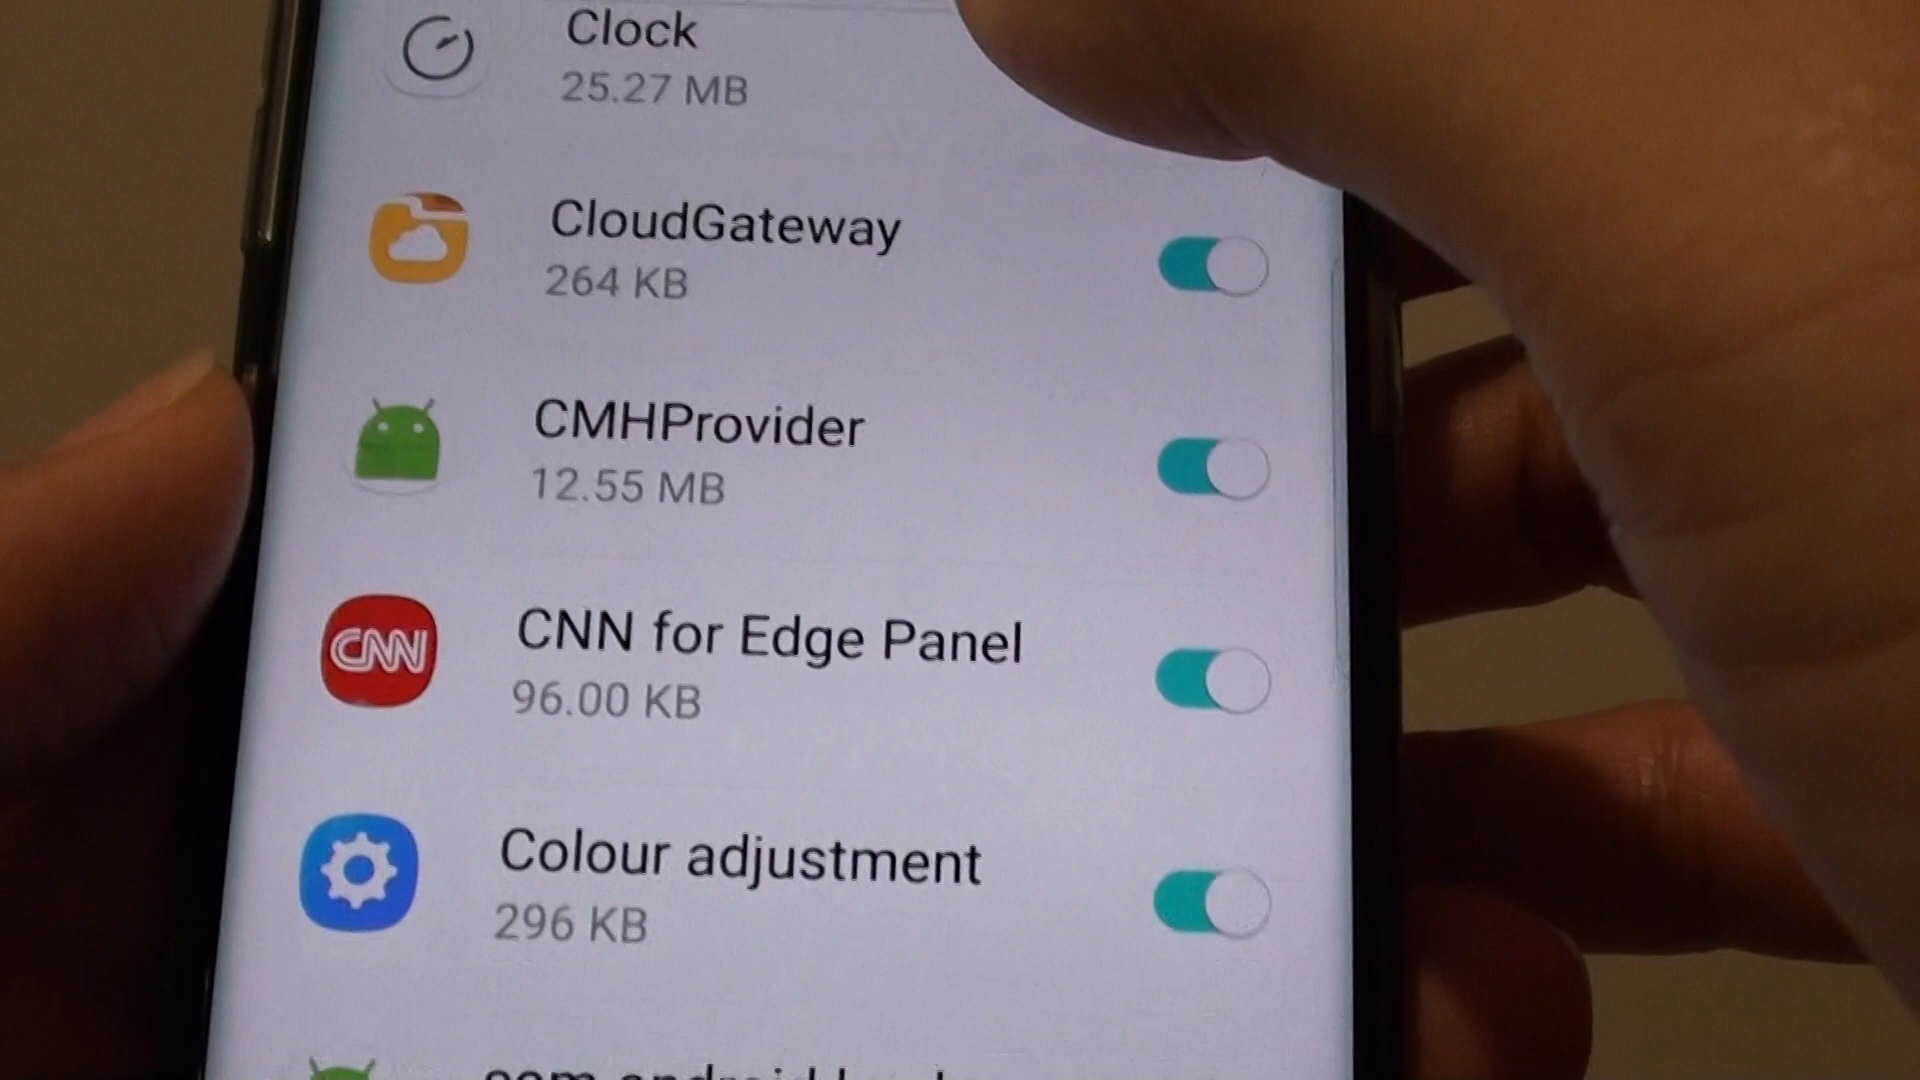 Clock
25.27 MB
CloudGateway
264 KB
CMHProvider
12.55 MB
CNN
CNN for Edge Panel
96.00 KB
Colour adjustment
296 KB